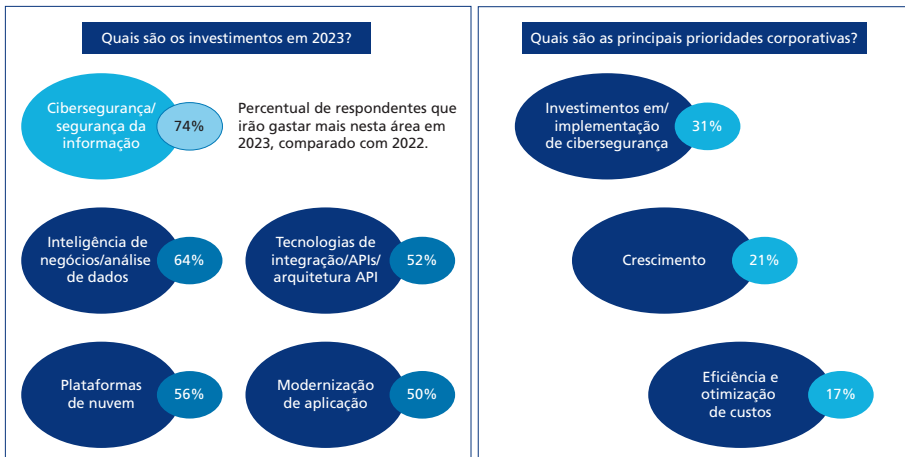 Quais são os investimentos em 2023?
Cibersegurança/
segurança da
informação
74%
Percentual de respondentes que
irão gastar mais nesta área em
2023, comparado com 2022.
Inteligência de
negócios/análise
de dados
64%
Tecnologias de
integração/APIs/
arquitetura API
52%
Plataformas
de nuvem
56%
Modernização
de aplicação
50%
Quais são as principais prioridades corporativas?
Investimentos em/
implementação
de cibersegurança
31%
Crescimento
21%
Eficiência e
otimização
de custos
17%